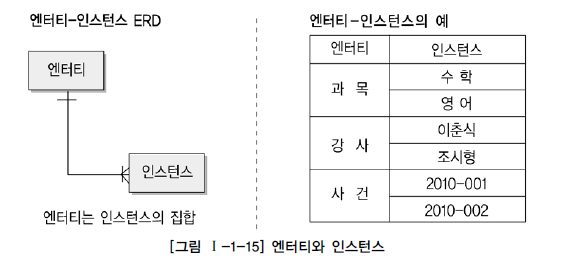 엔터티-인스턴스 ERD
엔터티
인스턴스
엔터티는 인스턴스의 집합
엔터티-인스턴스의 예
엔터티 인스턴스
과 목 수 학
영 어
강 사 이춘식
조시형
사 건 2010-001
2010-002
[그림 Ⅰ-1-15] 엔터티와 인스턴스